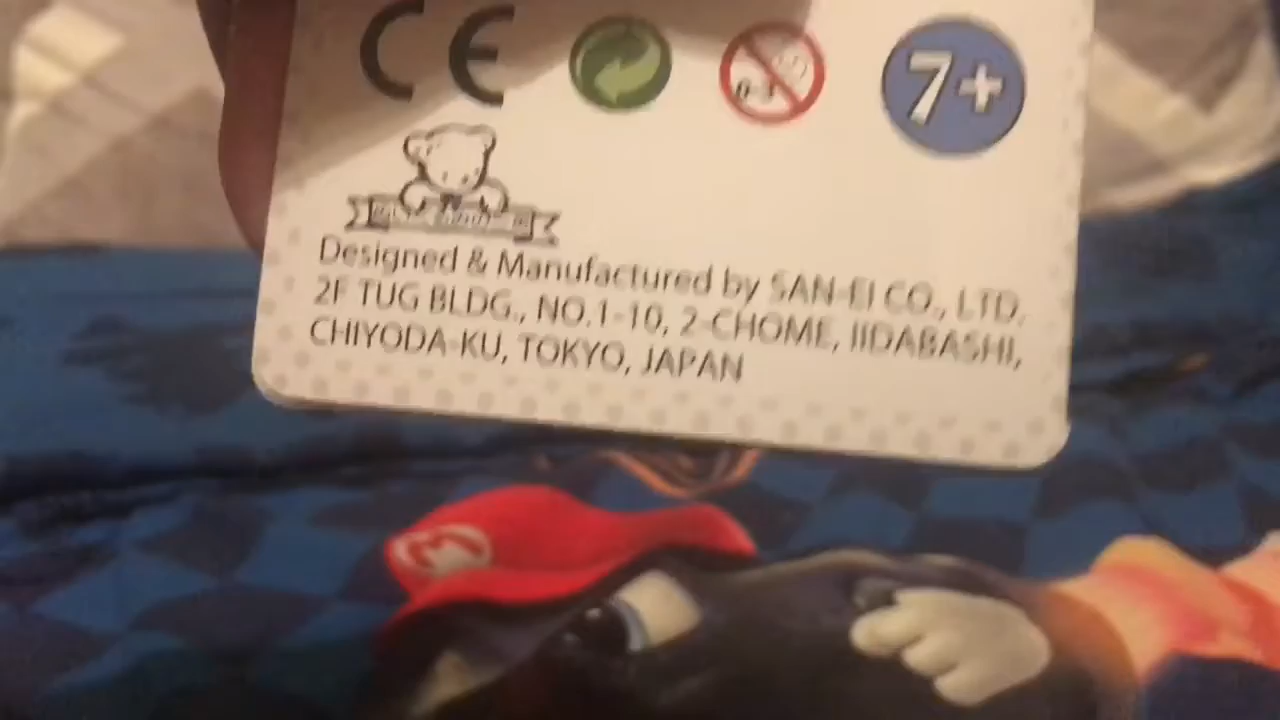 CE
7+
Designed & Manufactured by SAN-EI CO., LTD.
2F TUG BLDG., NO.1-10, 2-CHOME, IIDABASHI,
CHIYODA-KU, TOKYO, JAPAN
M